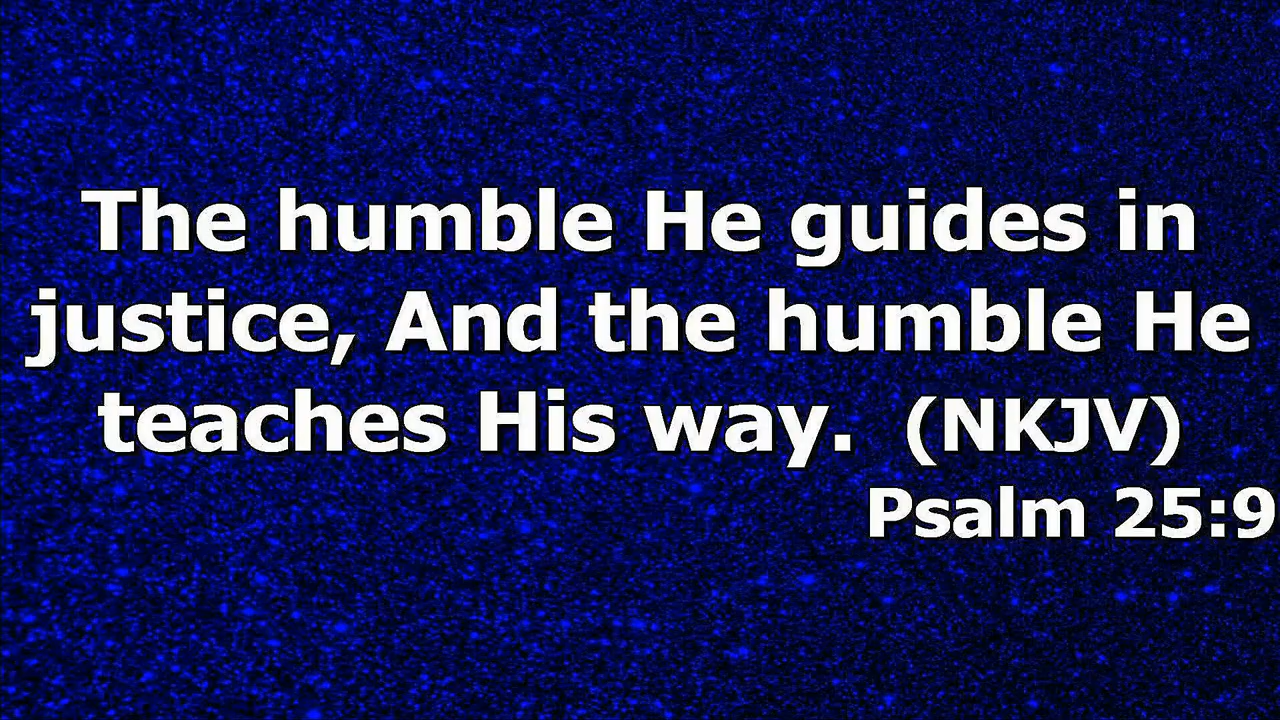 The humble He guides in
justice, And the humble He
teaches His way.  (NKJV)
Psalm 25:9